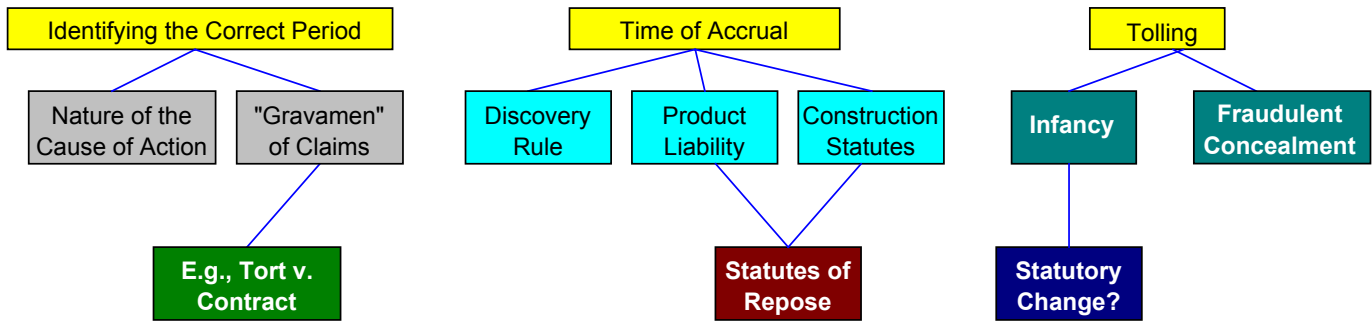 Identifying the Correct Period
Time of Accrual
Tolling
Nature of the
Cause of Action
"Gravamen"
of Claims
Discovery
Rule
Product
Liability
Construction
Statutes
Infancy
Fraudulent
Concealment
E.g., Tort v.
Contract
Statutes of
Repose
Statutory
Change?